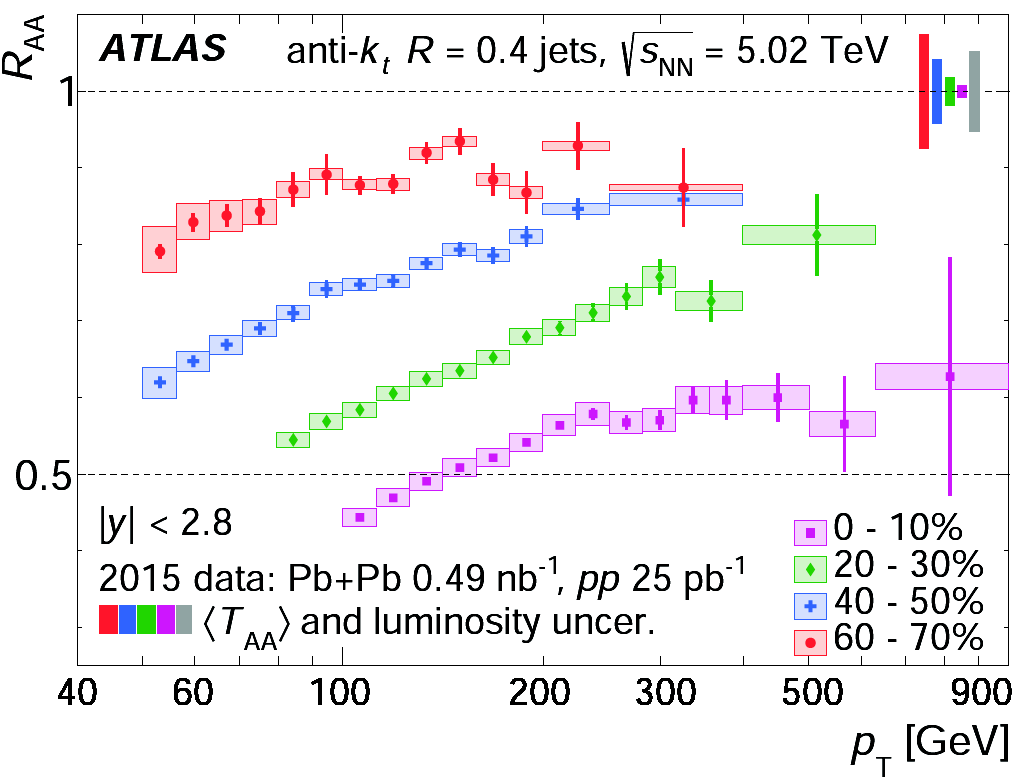 R_AA
ATLAS anti-k_t R = 0.4 jets, √s_NN = 5.02 TeV
1
0.5
|y| < 2.8
2015 data: Pb+Pb 0.49 nb⁻¹, pp 25 pb⁻¹
⟨T_AA⟩ and luminosity uncer.
0 - 10%
20 - 30%
40 - 50%
60 - 70%
40 60 100 200 300 500 900
p_T [GeV]